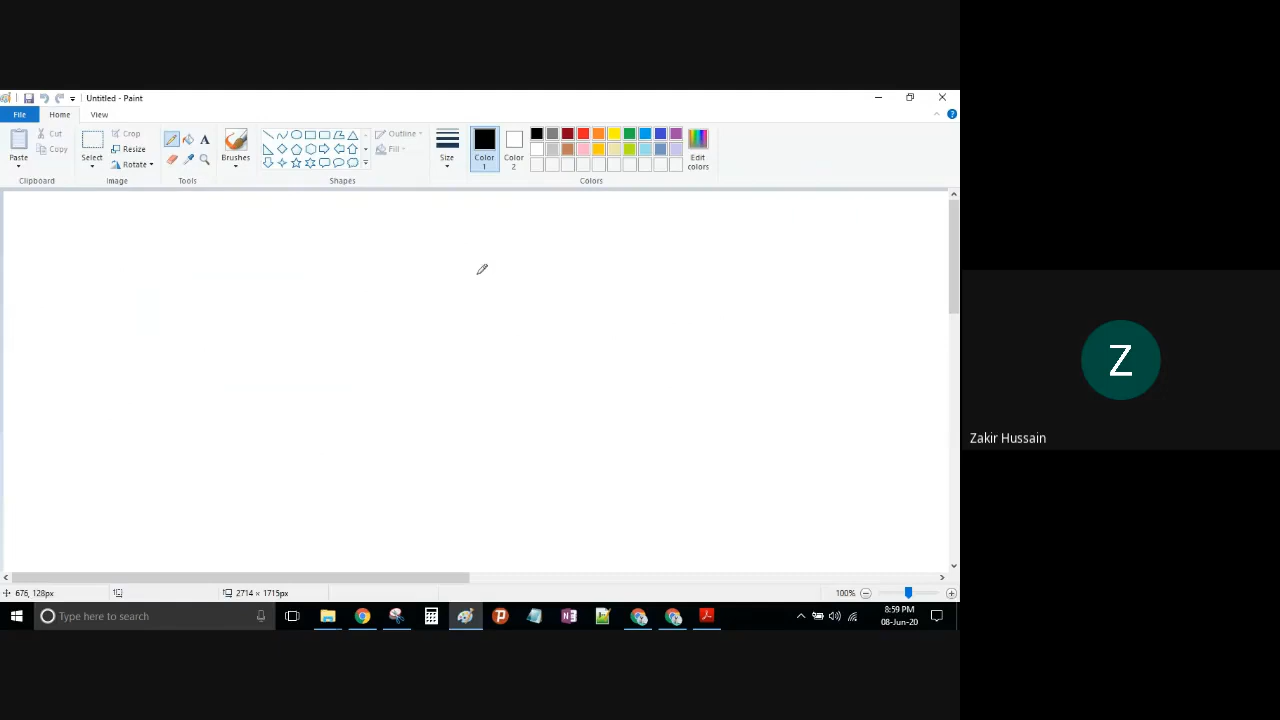 Untitled - Paint
File
Home
View
Paste
Cut
Copy
Clipboard
Select
Crop
Resize
Rotate
Image
A
Tools
Brushes
Shapes
Outline
Fill
Size
Color 1
Color 2
Edit colors
Colors
Z
Zakir Hussain
676, 128px
2714 × 1715px
100%
Type here to search
8:59 PM
08-Jun-20